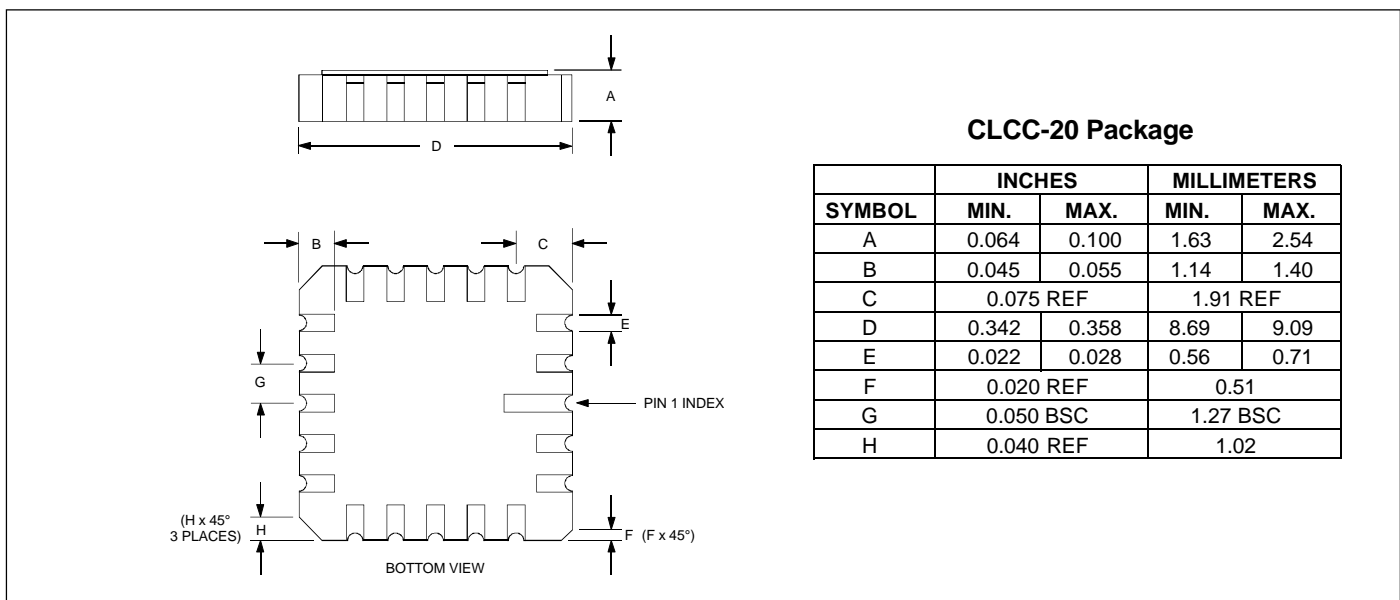 A
D
B
C
E
G
PIN 1 INDEX
(H x 45°
3 PLACES)
H
F (F x 45°)
BOTTOM VIEW
CLCC-20 Package
INCHES MILLIMETERS
SYMBOL MIN. MAX. MIN. MAX.
A 0.064 0.100 1.63 2.54
B 0.045 0.055 1.14 1.40
C 0.075 REF 1.91 REF
D 0.342 0.358 8.69 9.09
E 0.022 0.028 0.56 0.71
F 0.020 REF 0.51
G 0.050 BSC 1.27 BSC
H 0.040 REF 1.02